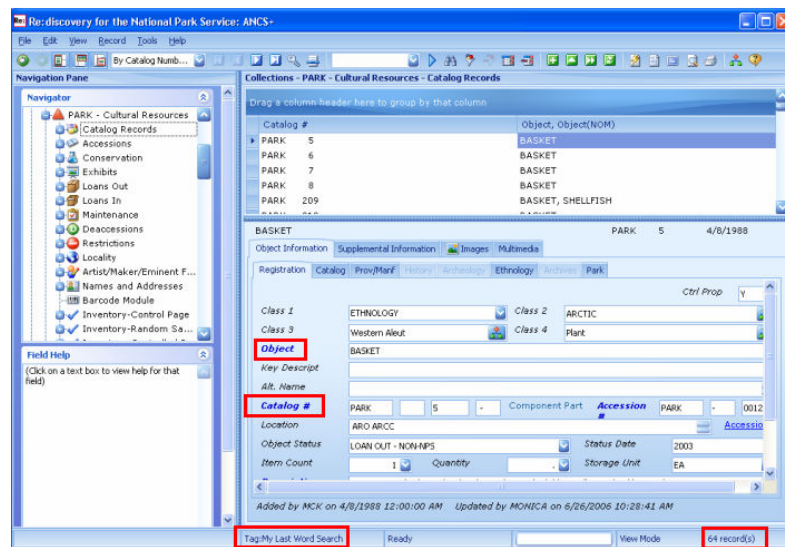 Re:discovery for the National Park Service: ANCS+
File Edit View Record Tools Help
By Catalog Numb...
Navigation Pane
Collections - PARK - Cultural Resources - Catalog Records
Navigator
PARK - Cultural Resources
Catalog Records
Accessions
Conservation
Exhibits
Loans Out
Loans In
Maintenance
Deaccessions
Restrictions
Locality
Artist/Maker/Eminent F...
Names and Addresses
Barcode Module
Inventory-Control Page
Inventory-Random Sa...
Field Help
(Click on a text box to view help for that field)
Drag a column header here to group by that column
Catalog # Object, Object(NOM)
PARK 5 BASKET
PARK 6 BASKET
PARK 7 BASKET
PARK 8 BASKET
PARK 209 BASKET, SHELLFISH
BASKET PARK 5 4/8/1988
Object Information Supplemental Information Images Multimedia
Registration Catalog Prov/Manf History Archeology Ethnology Archives Park
Ctrl Prop Y
Class 1 ETHNOLOGY Class 2 ARCTIC
Class 3 Western Aleut Class 4 Plant
Object BASKET
Key Descript
Alt. Name
Catalog # PARK 5 - Component Part Accession # PARK - 0012
Location ARO ARCC Accessio
Object Status LOAN OUT - NON-NPS Status Date 2003
Item Count 1 Quantity . Storage Unit EA
Added by MCK on 4/8/1988 12:00:00 AM Updated by MONICA on 6/26/2006 10:28:41 AM
Tag:My Last Word Search Ready View Mode 64 record(s)